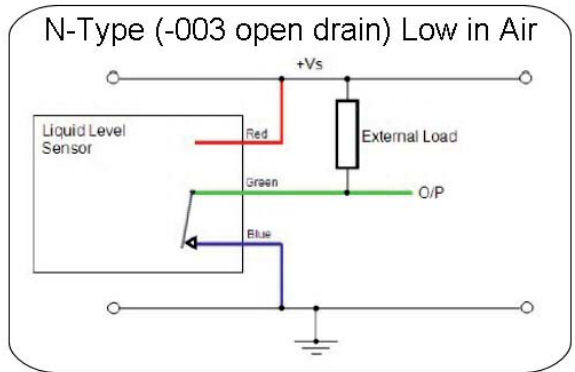 N-Type (-003 open drain) Low in Air
+Vs
Liquid Level
Sensor
Red
External Load
Green
O/P
Blue